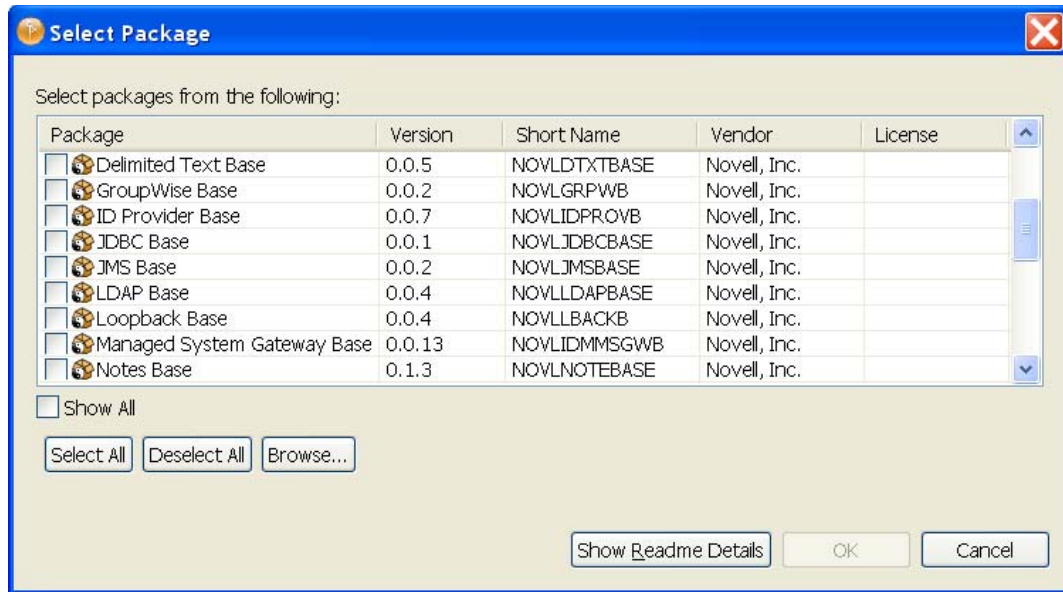 Select Package
Select packages from the following:
Package Version Short Name Vendor License
Delimited Text Base 0.0.5 NOVLDTXTBASE Novell, Inc.
GroupWise Base 0.0.2 NOVLGRPWB Novell, Inc.
ID Provider Base 0.0.7 NOVLIDPROVB Novell, Inc.
JDBC Base 0.0.1 NOVLJDBCBASE Novell, Inc.
JMS Base 0.0.2 NOVLJMSBASE Novell, Inc.
LDAP Base 0.0.4 NOVLLDAPBASE Novell, Inc.
Loopback Base 0.0.4 NOVLLBACKB Novell, Inc.
Managed System Gateway Base 0.0.13 NOVLIDMMSGWB Novell, Inc.
Notes Base 0.1.3 NOVLNOTEBASE Novell, Inc.
Show All
Select All Deselect All Browse...
Show Readme Details OK Cancel